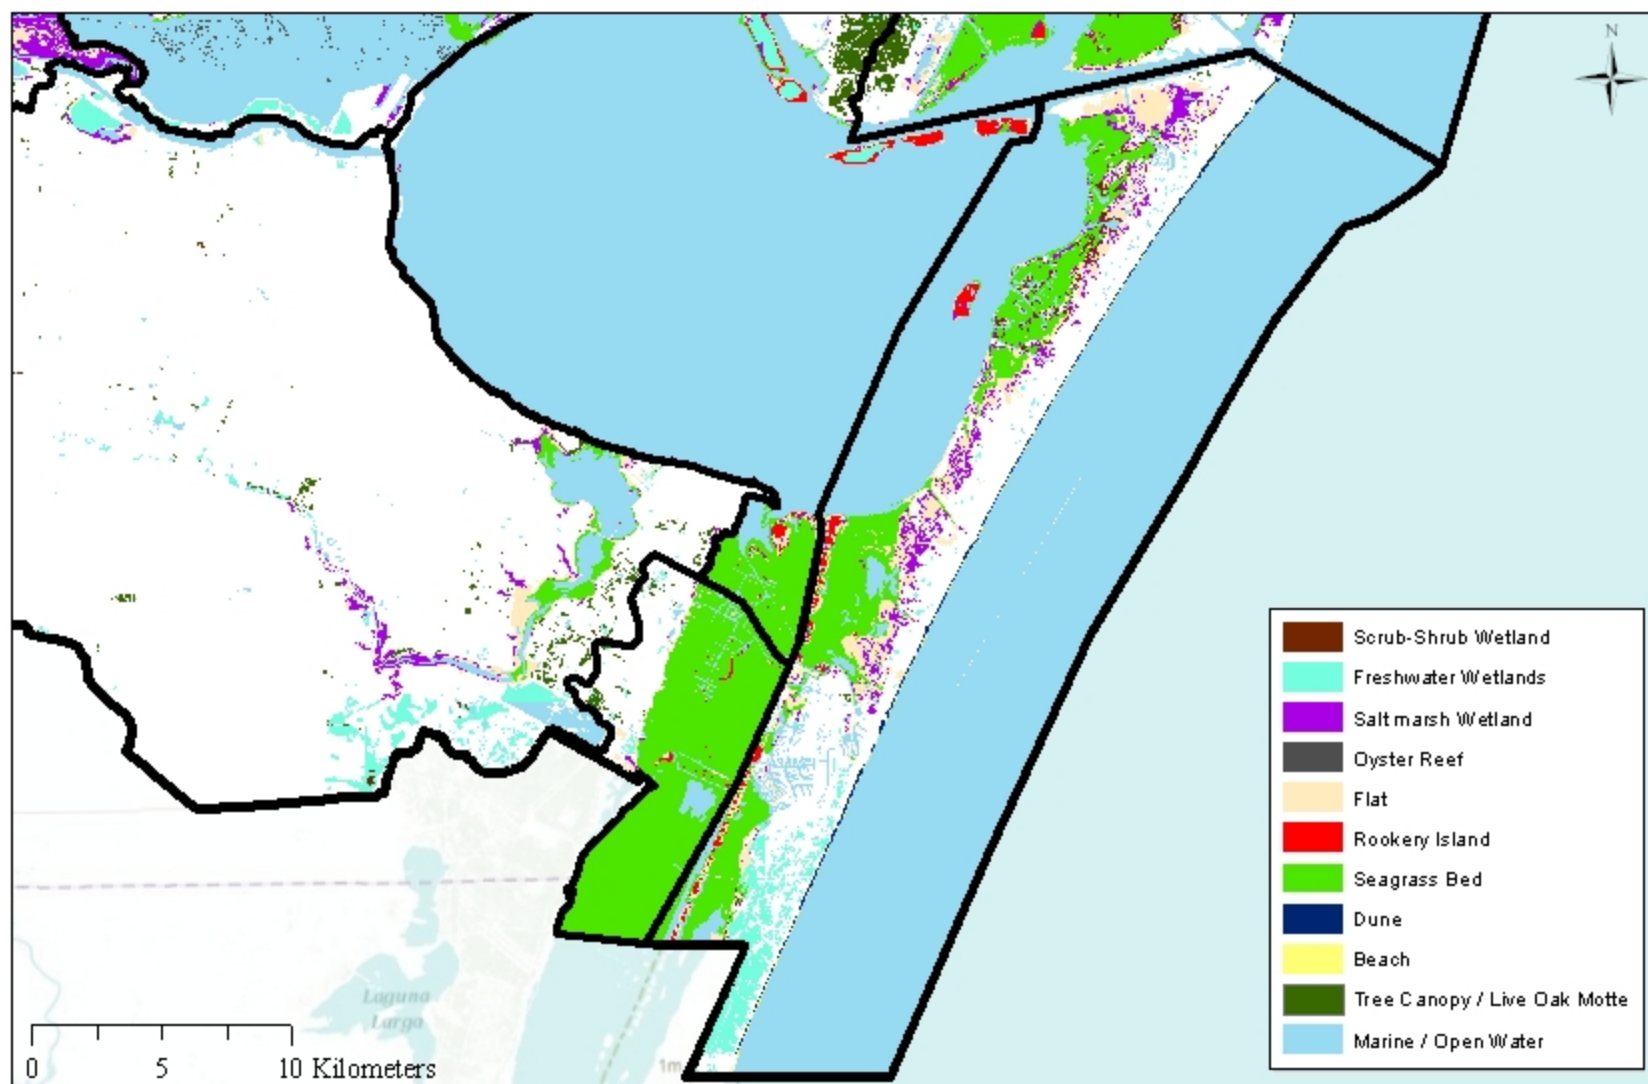 N
Scrub-Shrub Wetland
Freshwater Wetlands
Salt marsh Wetland
Oyster Reef
Flat
Rookery Island
Seagrass Bed
Dune
Beach
Tree Canopy / Live Oak Motte
Marine / Open Water
Laguna
Larga
1m
0 5 10 Kilometers